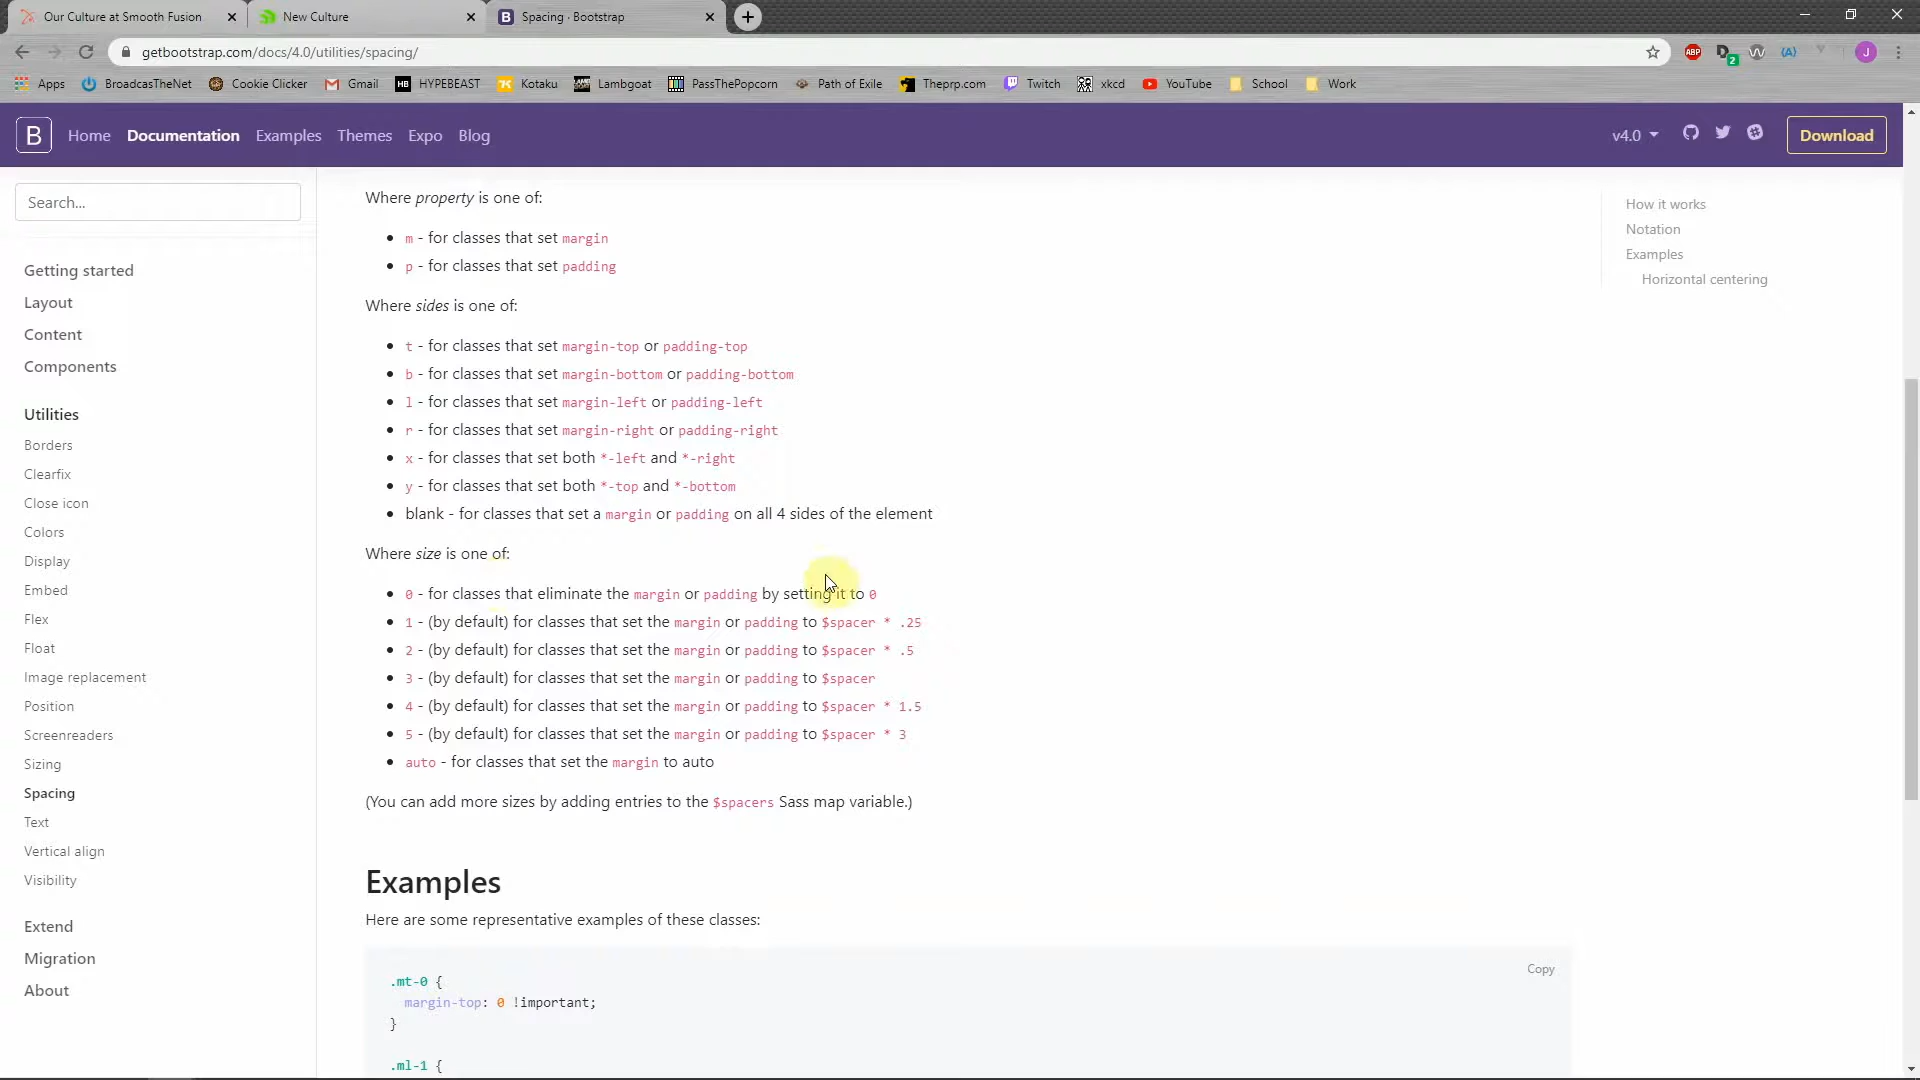 Our Culture at Smooth Fusion
New Culture
B Spacing · Bootstrap
getbootstrap.com/docs/4.0/utilities/spacing/
ABP
2
(A)
J
Apps
BroadcasTheNet
Cookie Clicker
Gmail
HB HYPEBEAST
Kotaku
Lambgoat
PassThePopcorn
Path of Exile
Theprp.com
Twitch
xkcd
YouTube
School
Work
B
Home
Documentation
Examples
Themes
Expo
Blog
v4.0
Download
Search...
Getting started
Layout
Content
Components
Utilities
Borders
Clearfix
Close icon
Colors
Display
Embed
Flex
Float
Image replacement
Position
Screenreaders
Sizing
Spacing
Text
Vertical align
Visibility
Extend
Migration
About
Where property is one of:
m - for classes that set margin
p - for classes that set padding
Where sides is one of:
t - for classes that set margin-top or padding-top
b - for classes that set margin-bottom or padding-bottom
l - for classes that set margin-left or padding-left
r - for classes that set margin-right or padding-right
x - for classes that set both *-left and *-right
y - for classes that set both *-top and *-bottom
blank - for classes that set a margin or padding on all 4 sides of the element
Where size is one of:
0 - for classes that eliminate the margin or padding by setting it to 0
1 - (by default) for classes that set the margin or padding to $spacer * .25
2 - (by default) for classes that set the margin or padding to $spacer * .5
3 - (by default) for classes that set the margin or padding to $spacer
4 - (by default) for classes that set the margin or padding to $spacer * 1.5
5 - (by default) for classes that set the margin or padding to $spacer * 3
auto - for classes that set the margin to auto
(You can add more sizes by adding entries to the $spacers Sass map variable.)
Examples
Here are some representative examples of these classes:
Copy
.mt-0 {
margin-top: 0 !important;
}
.ml-1 {
How it works
Notation
Examples
Horizontal centering